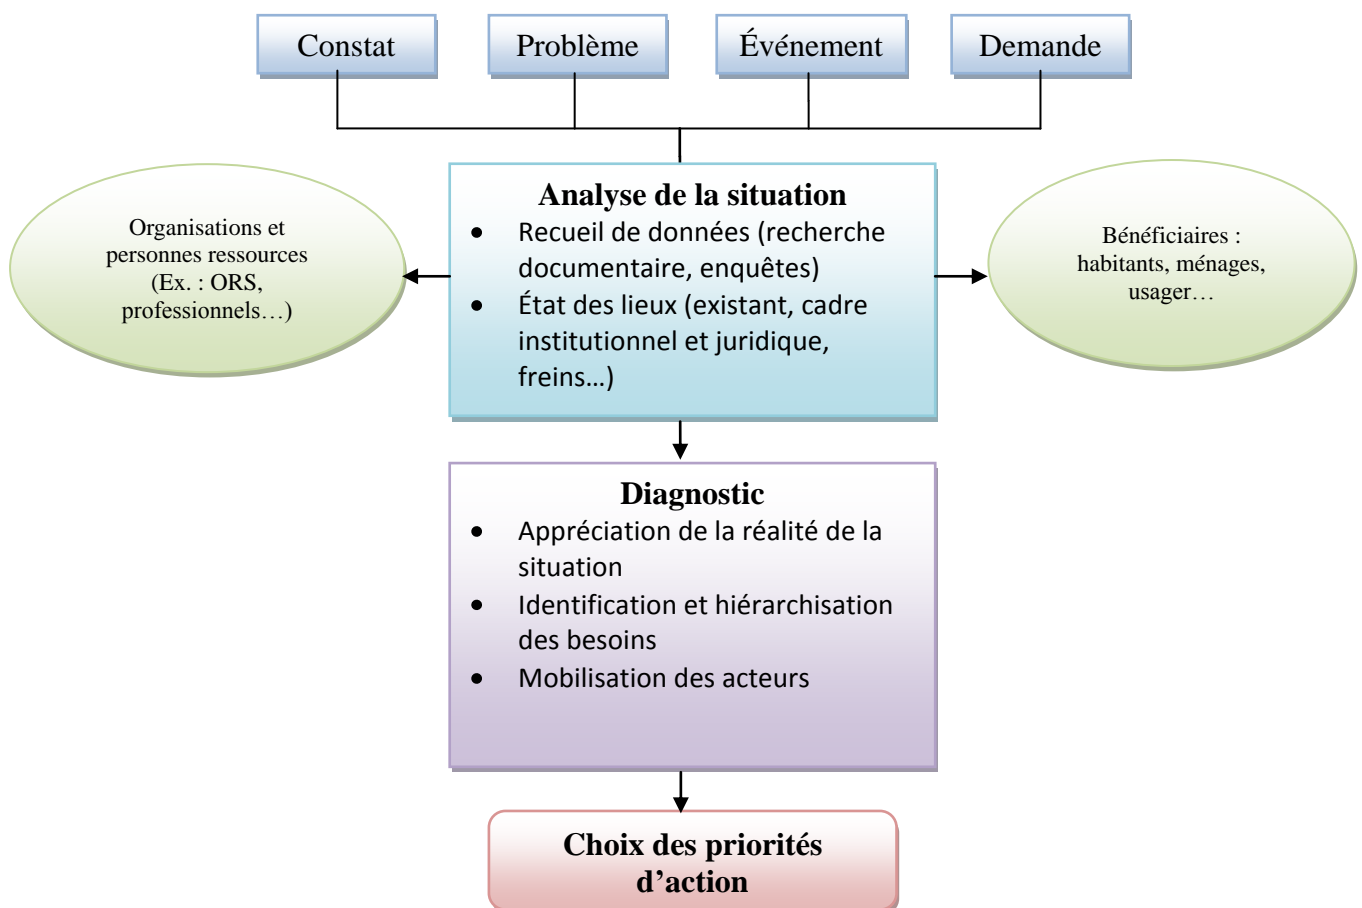 Constat
Problème
Événement
Demande
Analyse de la situation
• Recueil de données (recherche
documentaire, enquêtes)
• État des lieux (existant, cadre
institutionnel et juridique,
freins…)
Organisations et
personnes ressources
(Ex. : ORS,
professionnels…)
Bénéficiaires :
habitants, ménages,
usager…
Diagnostic
• Appréciation de la réalité de la
situation
• Identification et hiérarchisation
des besoins
• Mobilisation des acteurs
Choix des priorités
d’action